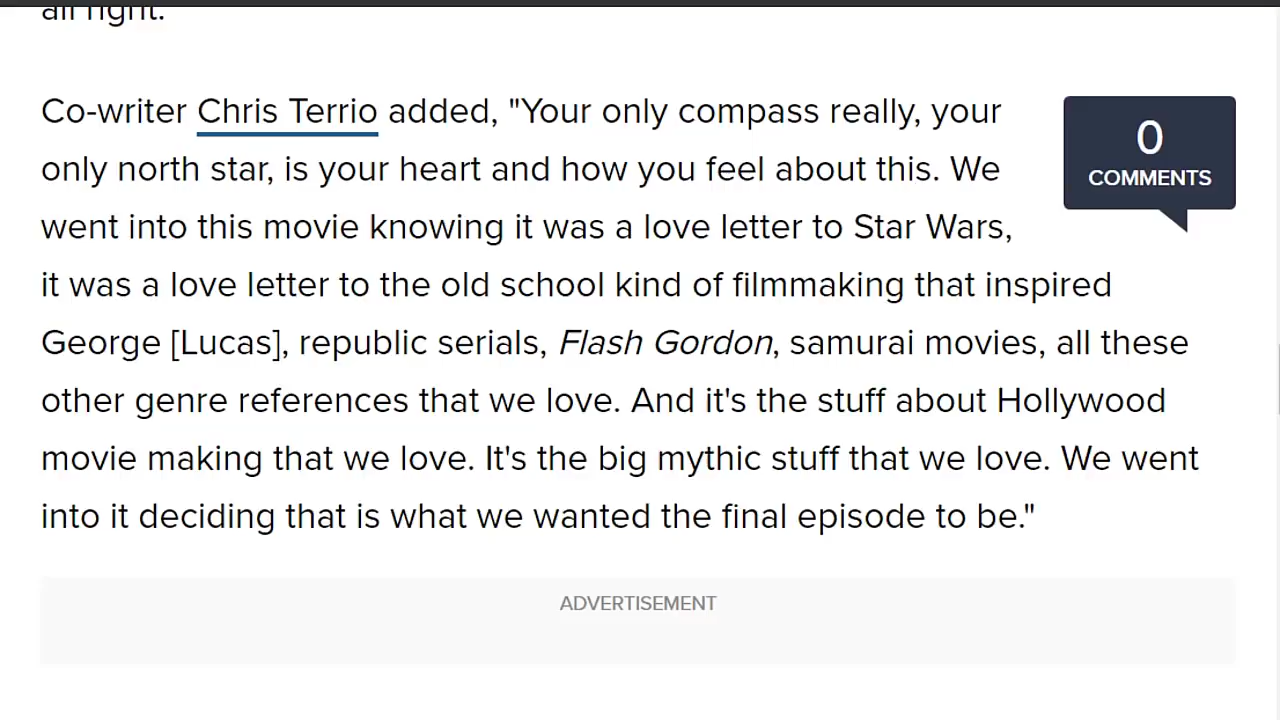 all right.
Co-writer Chris Terrio added, "Your only compass really, your
only north star, is your heart and how you feel about this. We
went into this movie knowing it was a love letter to Star Wars,
it was a love letter to the old school kind of filmmaking that inspired
George [Lucas], republic serials, Flash Gordon, samurai movies, all these
other genre references that we love. And it's the stuff about Hollywood
movie making that we love. It's the big mythic stuff that we love. We went
into it deciding that is what we wanted the final episode to be."
0
COMMENTS
ADVERTISEMENT